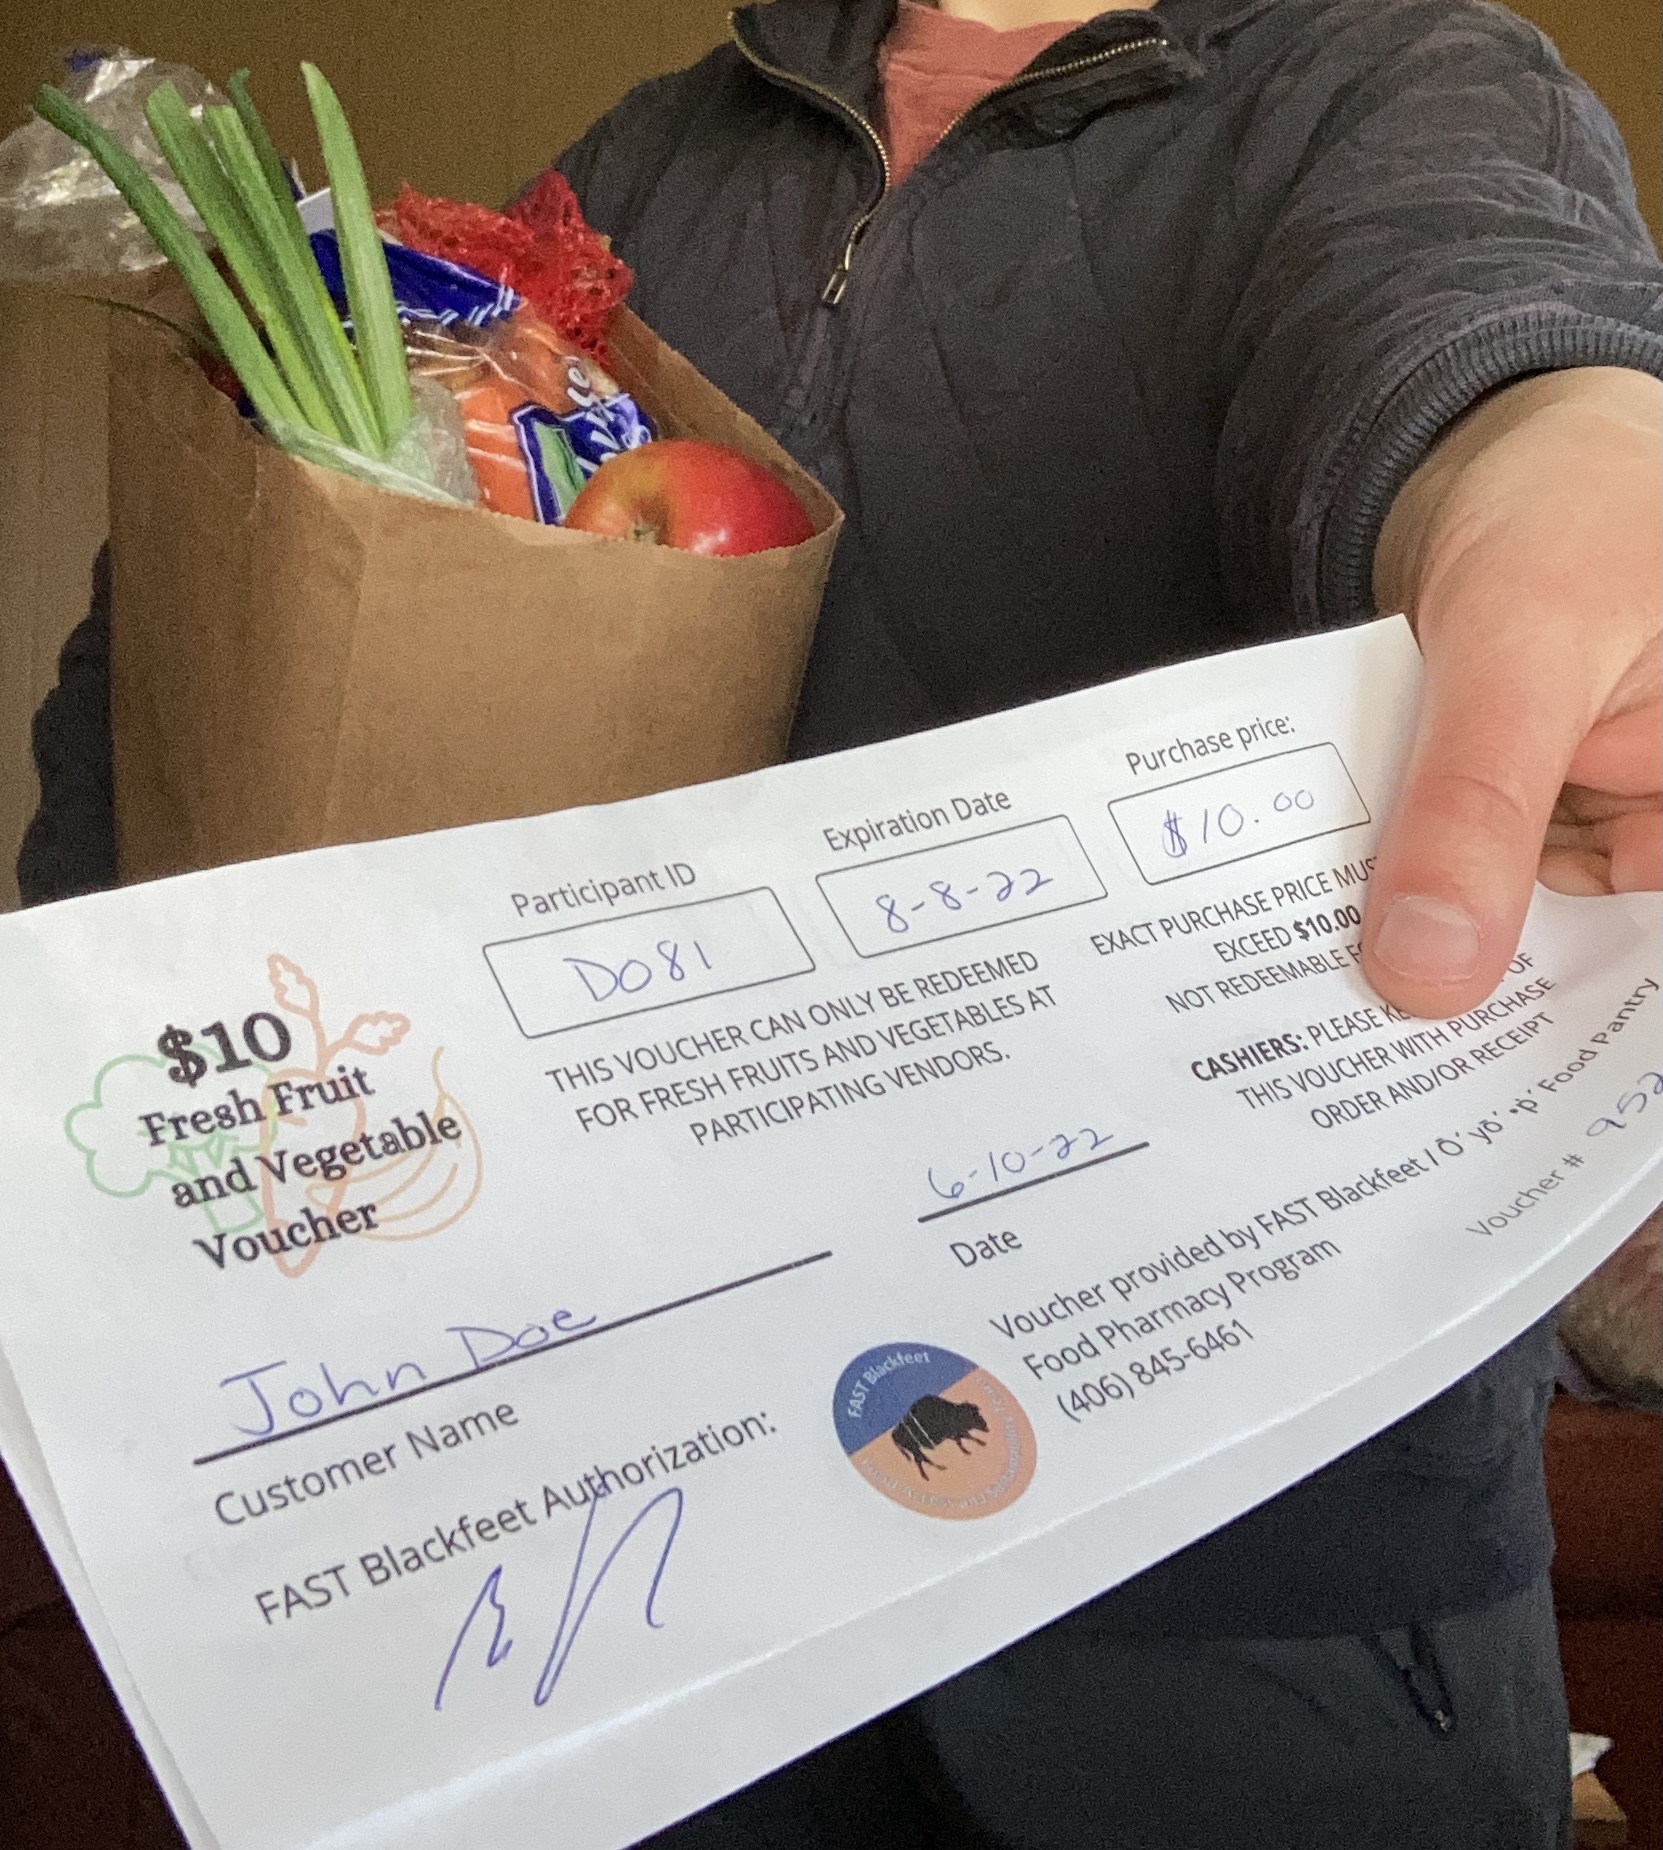 Participant ID
DO81
Expiration Date
8-8-22
Purchase price:
$10.00
$10
Fresh Fruit
and Vegetable
Voucher
THIS VOUCHER CAN ONLY BE REDEEMED
FOR FRESH FRUITS AND VEGETABLES AT
PARTICIPATING VENDORS.
EXACT PURCHASE PRICE
EXCEED $10.00
NOT REDEEMABLE
CASHIERS: PLEASE OF
THIS VOUCHER WITH PURCHASE
ORDER AND/OR RECEIPT
John Doe
Customer Name
6-10-22
Date
FAST Blackfeet Authorization:
FAST Blackfeet
Voucher provided by FAST Blackfeet / Food Pantry
Food Pharmacy Program
(406) 845-6461
Voucher # 952